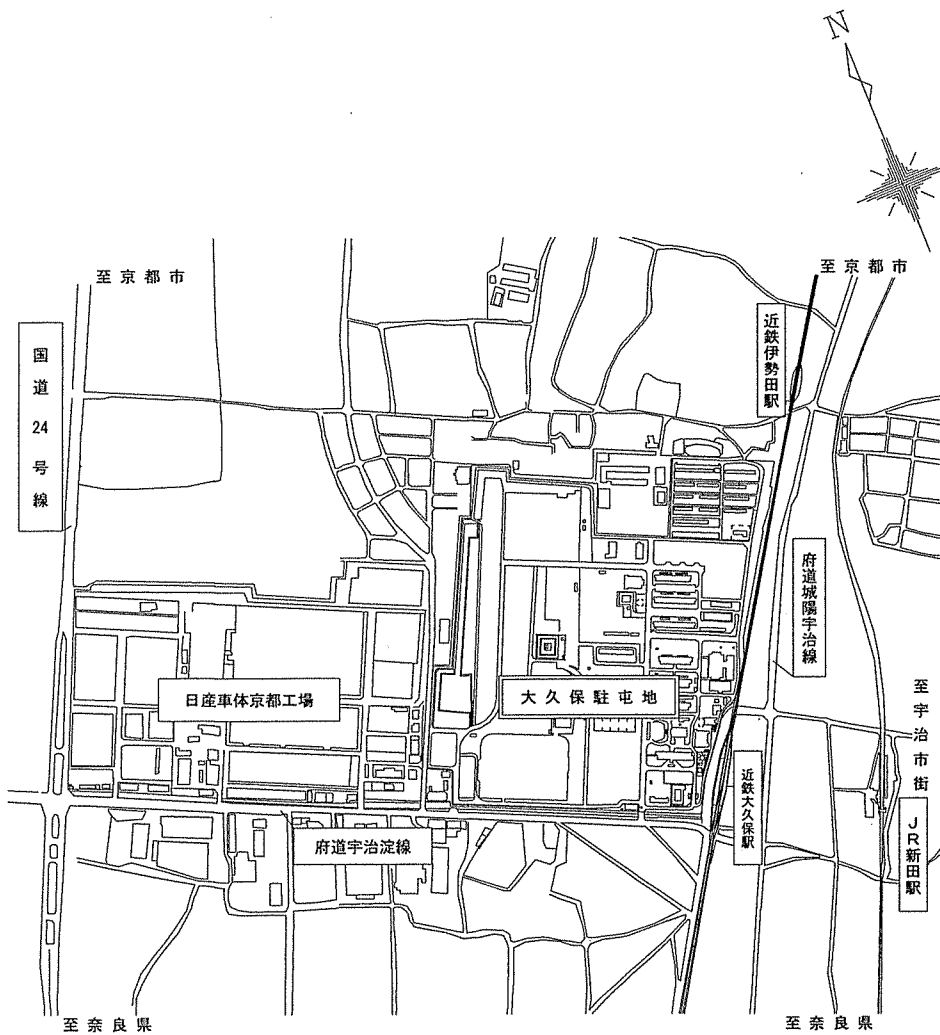 N
至京都市
至京都市
国道24号線
近鉄伊勢田駅
府道城陽宇治線
日産車体京都工場
大久保駐屯地
至宇治市街
近鉄大久保駅
JR新田駅
府道宇治淀線
至奈良県
至奈良県